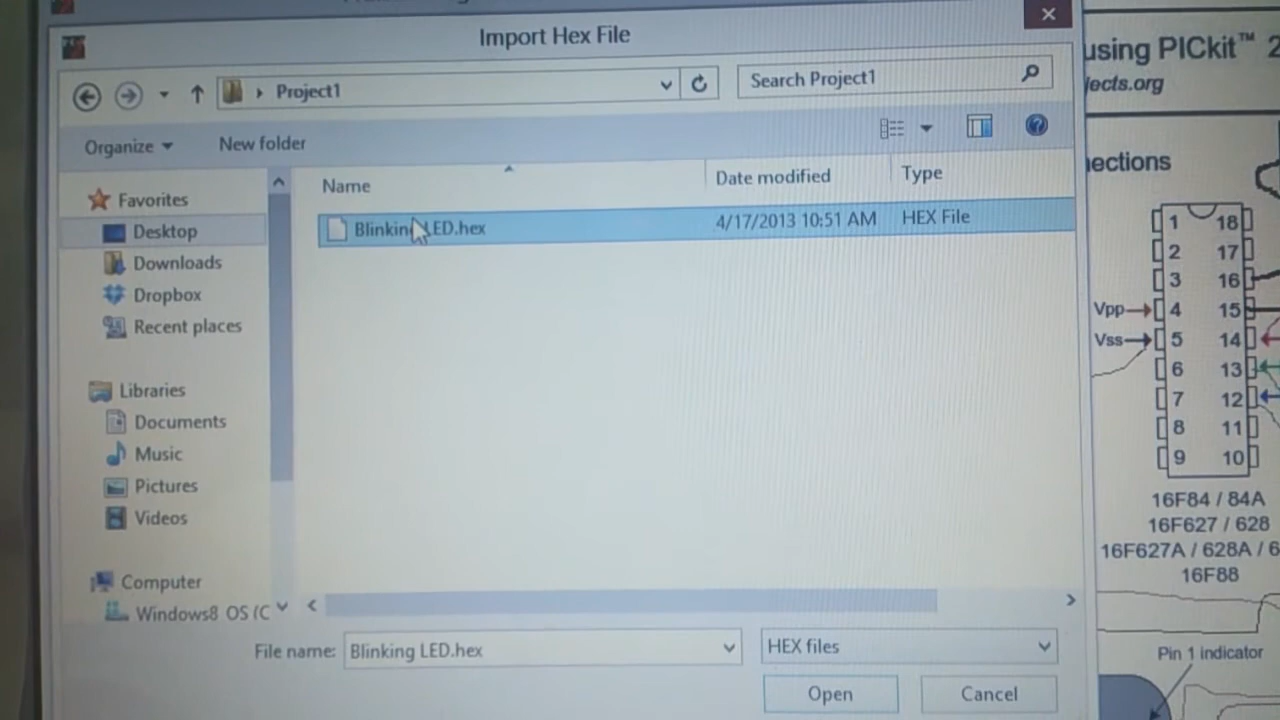 Import Hex File
Project1
Search Project1
Organize
New folder
Name
Date modified
Type
Blinking LED.hex
4/17/2013 10:51 AM
HEX File
Favorites
Desktop
Downloads
Dropbox
Recent places
Libraries
Documents
Music
Pictures
Videos
Computer
Windows8 OS (C
File name:
Blinking LED.hex
HEX files
Open
Cancel
using PICkit™ 2
jects.org
ections
1 18
2 17
3 16
Vpp 4 15
Vss 5 14
6 13
7 12
8 11
9 10
16F84 / 84A
16F627 / 628
16F627A / 628A / 6
16F88
Pin 1 indicator